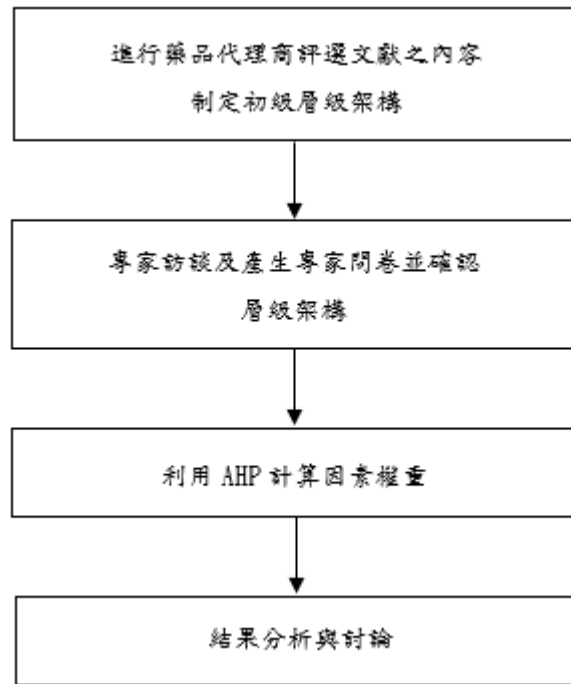 進行藥品代理商評選文獻之內容
制定初級層級架構
專家訪談及產生專家問卷並確認
層級架構
利用 AHP 計算因素權重
結果分析與討論